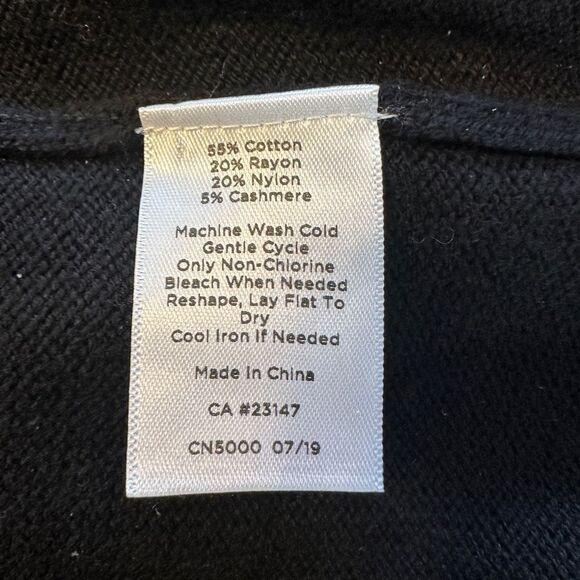 55% Cotton
20% Rayon
20% Nylon
5% Cashmere
Machine Wash Cold
Gentle Cycle
Only Non-Chlorine
Bleach When Needed
Reshape, Lay Flat To
Dry
Cool Iron If Needed
Made In China
CA #23147
CN5000 07/19